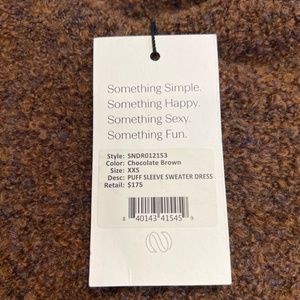 Something Simple.
Something Happy.
Something Sexy.
Something Fun.
Style: SNDR012153
Color: Chocolate Brown
Size: XXS
Desc: PUFF SLEEVE SWEATER DRESS
Retail: $175
8 40143 41545 9